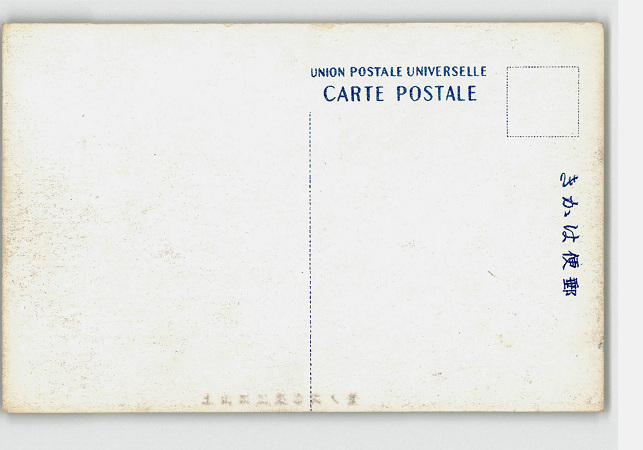 UNION POSTALE UNIVERSELLE
CARTE POSTALE
郵便はかき